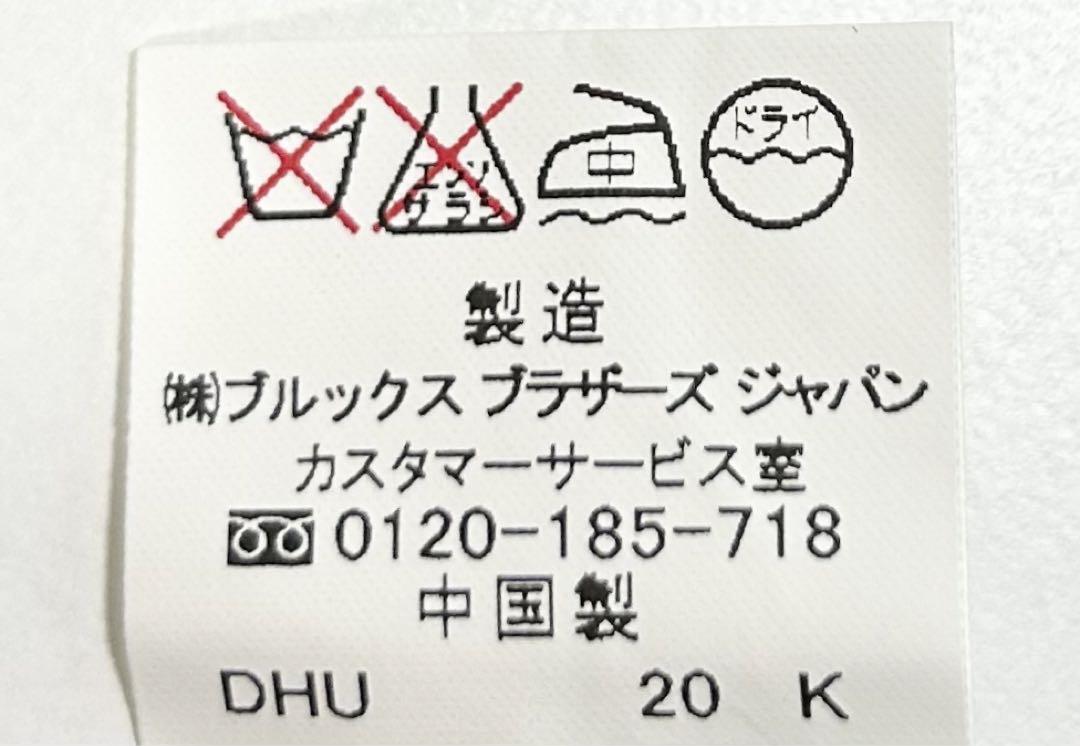 エンソ サラシ 中 ドライ
製造
㈱ブルックス ブラザーズ ジャパン
カスタマーサービス室
0120-185-718
中国製
DHU 20 K